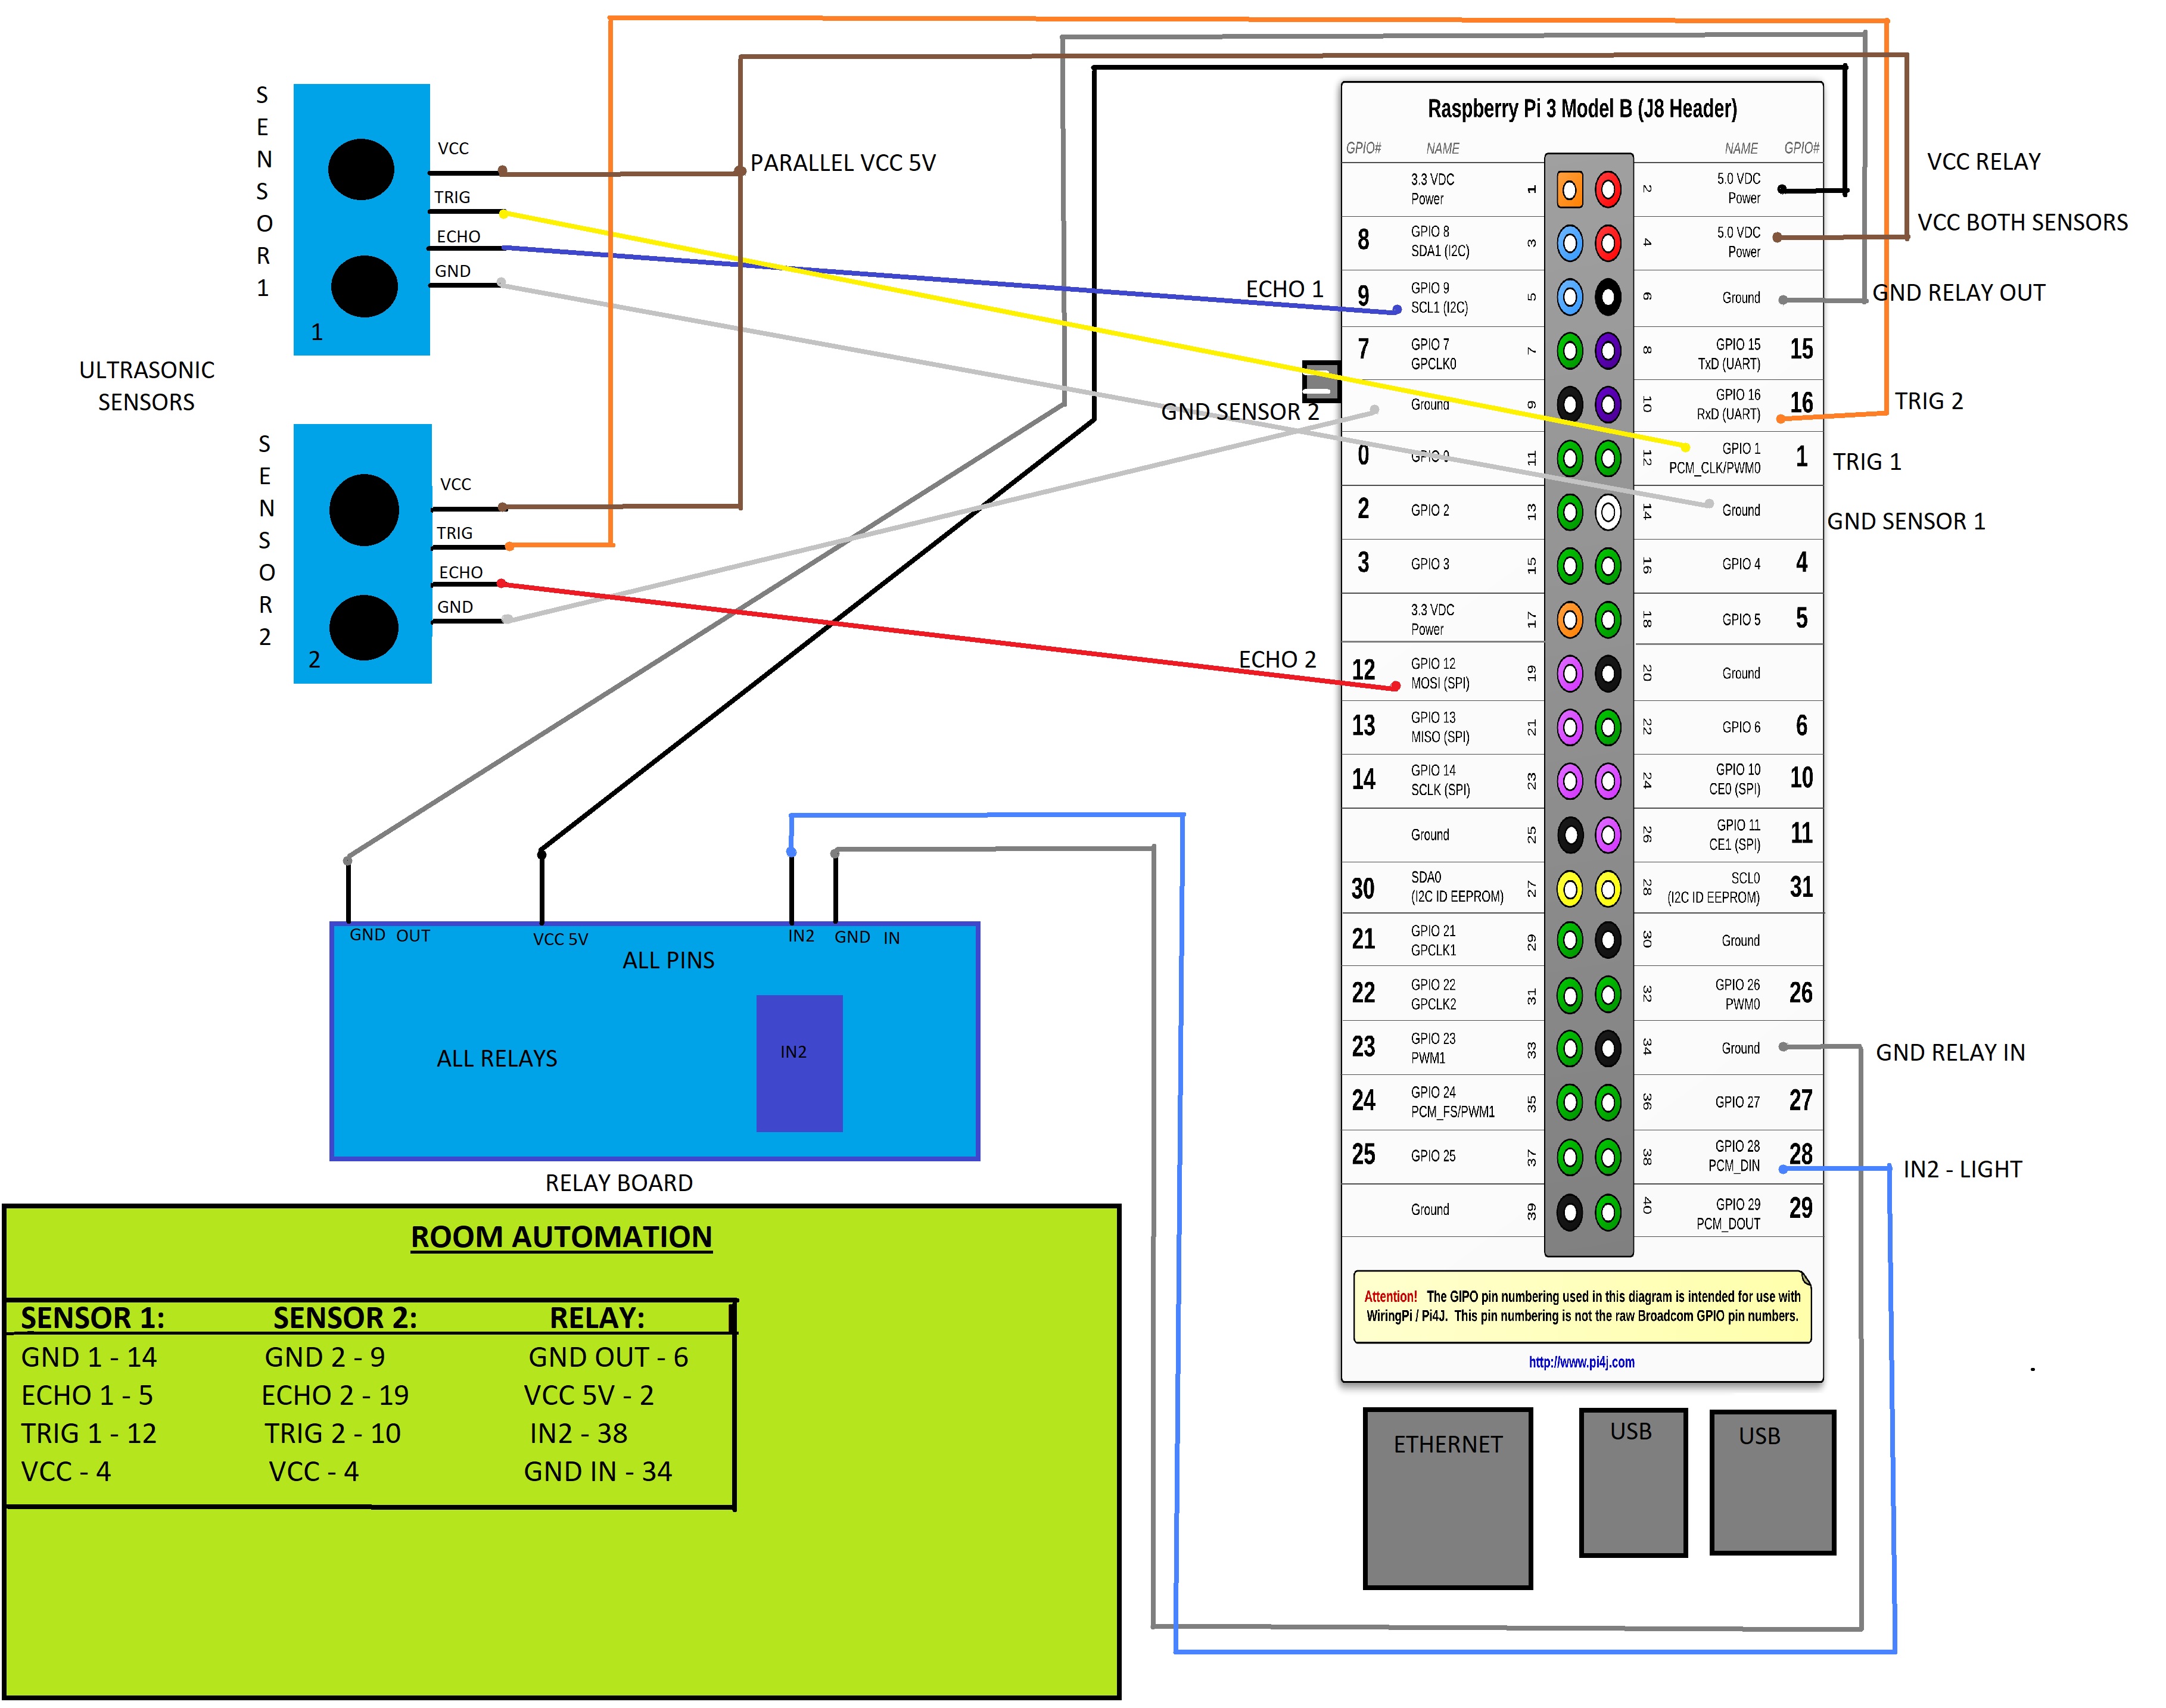 SENSOR1
VCC
TRIG
ECHO
GND
1
PARALLEL VCC 5V
ULTRASONIC
SENSORS
SENSOR2
VCC
TRIG
ECHO
GND
2
ECHO 1
GND SENSOR 2
ECHO 2
Raspberry Pi 3 Model B (J8 Header)
GPIO# NAME NAME GPIO#
3.3 VDC Power 1 2 5.0 VDC Power
8 GPIO 8 SDA1 (I2C) 3 4 5.0 VDC Power
9 GPIO 9 SCL1 (I2C) 5 6 Ground
7 GPIO 7 GPCLK0 7 8 GPIO 15 TxD (UART) 15
Ground 9 10 GPIO 16 RxD (UART) 16
0 GPIO 0 11 12 GPIO 1 PCM_CLK/PWM0 1
2 GPIO 2 13 14 Ground
3 GPIO 3 15 16 GPIO 4 4
3.3 VDC Power 17 18 GPIO 5 5
12 GPIO 12 MOSI (SPI) 19 20 Ground
13 GPIO 13 MISO (SPI) 21 22 GPIO 6 6
14 GPIO 14 SCLK (SPI) 23 24 GPIO 10 CE0 (SPI) 10
Ground 25 26 GPIO 11 CE1 (SPI) 11
30 SDA0 (I2C ID EEPROM) 27 28 SCL0 (I2C ID EEPROM) 31
21 GPIO 21 GPCLK1 29 30 Ground
22 GPIO 22 GPCLK2 31 32 GPIO 26 PWM0 26
23 GPIO 23 PWM1 33 34 Ground
24 GPIO 24 PCM_FS/PWM1 35 36 GPIO 27 27
25 GPIO 25 37 38 GPIO 28 PCM_DIN 28
Ground 39 40 GPIO 29 PCM_DOUT 29
Attention! The GIPO pin numbering used in this diagram is intended for use with
WiringPi / Pi4J. This pin numbering is not the raw Broadcom GPIO pin numbers.
http://www.pi4j.com
VCC RELAY
VCC BOTH SENSORS
GND RELAY OUT
TRIG 2
TRIG 1
GND SENSOR 1
GND RELAY IN
IN2 - LIGHT
ETHERNET
USB
USB
GND OUT VCC 5V IN2 GND IN
ALL PINS
ALL RELAYS
IN2
RELAY BOARD
ROOM AUTOMATION
SENSOR 1: SENSOR 2: RELAY:
GND 1 - 14 GND 2 - 9 GND OUT - 6
ECHO 1 - 5 ECHO 2 - 19 VCC 5V - 2
TRIG 1 - 12 TRIG 2 - 10 IN2 - 38
VCC - 4 VCC - 4 GND IN - 34